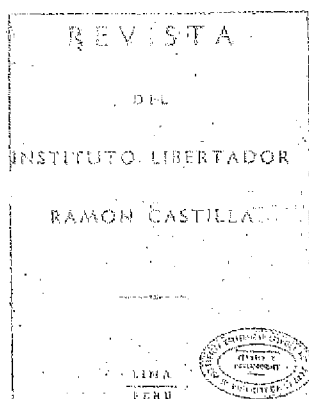 REVISTA
DEL
INSTITUTO LIBERTADOR
RAMON CASTILLA
LIMA
PERU